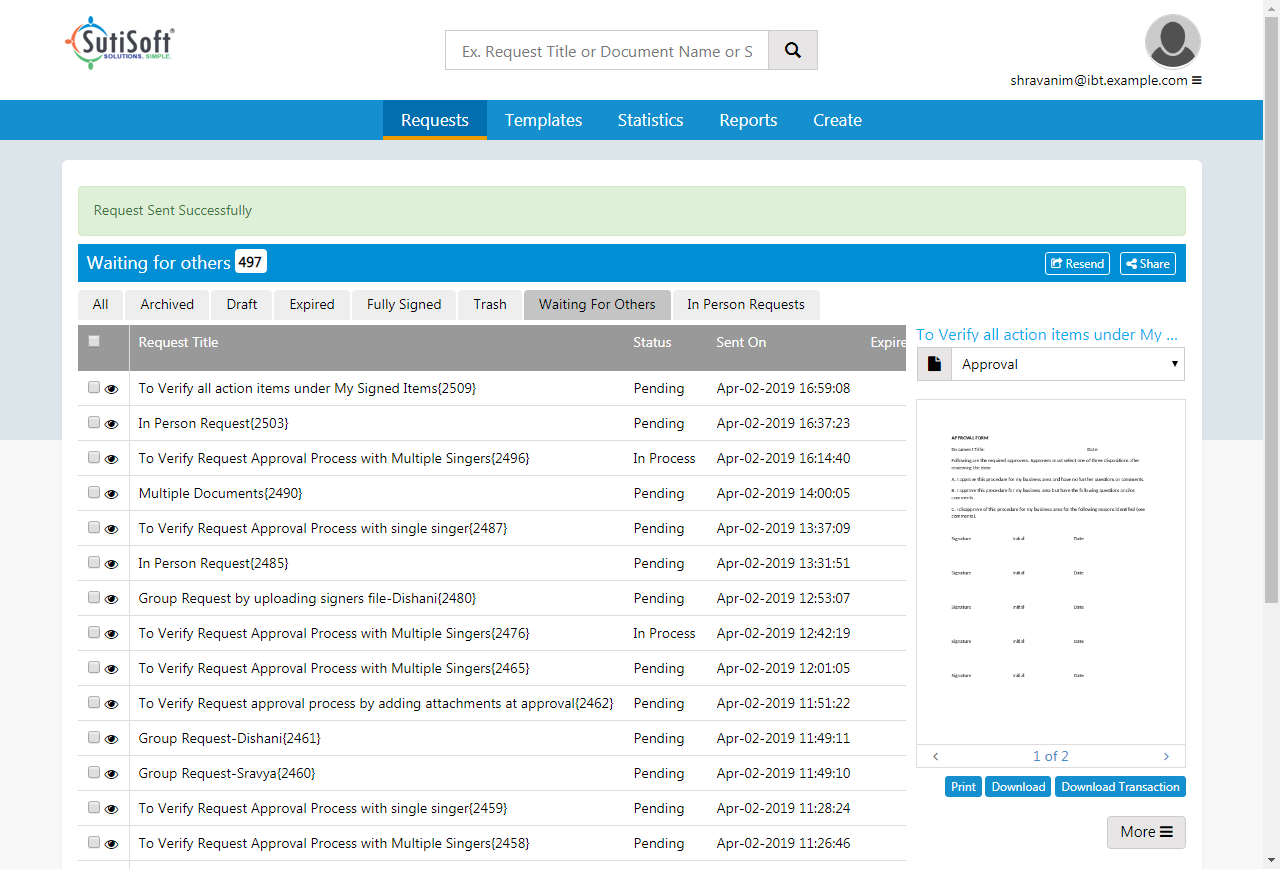 SutiSoft®
SOLUTIONS. SIMPLE.
Ex. Request Title or Document Name or S
shravanim@ibt.example.com
Requests Templates Statistics Reports Create
Request Sent Successfully
Waiting for others 497 Resend Share
All Archived Draft Expired Fully Signed Trash Waiting For Others In Person Requests
Request Title Status Sent On Expire
To Verify all action items under My Signed Items{2509} Pending Apr-02-2019 16:59:08
In Person Request{2503} Pending Apr-02-2019 16:37:23
To Verify Request Approval Process with Multiple Singers{2496} In Process Apr-02-2019 16:14:40
Multiple Documents{2490} Pending Apr-02-2019 14:00:05
To Verify Request Approval Process with single singer{2487} Pending Apr-02-2019 13:37:09
In Person Request{2485} Pending Apr-02-2019 13:31:51
Group Request by uploading signers file-Dishani{2480} Pending Apr-02-2019 12:53:07
To Verify Request Approval Process with Multiple Singers{2476} In Process Apr-02-2019 12:42:19
To Verify Request Approval Process with Multiple Singers{2465} Pending Apr-02-2019 12:01:05
To Verify Request approval process by adding attachments at approval{2462} Pending Apr-02-2019 11:51:22
Group Request-Dishani{2461} Pending Apr-02-2019 11:49:11
Group Request-Sravya{2460} Pending Apr-02-2019 11:49:10
To Verify Request Approval Process with single singer{2459} Pending Apr-02-2019 11:28:24
To Verify Request Approval Process with Multiple Singers{2458} Pending Apr-02-2019 11:26:46
To Verify all action items under My ...
Approval
APPROVAL FORM
Document Title: Date:
Following are the required approvers. Approvers must select one of three dispositions after
reviewing the item:
A. I approve this procedure for my business area and have no further questions or comments.
B. I approve this procedure for my business area but have the following questions and/or
comments.
C. I disapprove of this procedure for my business area for the following reasons identified (see
comments).
Signature Initial Date
Signature Initial Date
Signature Initial Date
Signature Initial Date
Signature Initial Date
1 of 2
Print Download Download Transaction
More